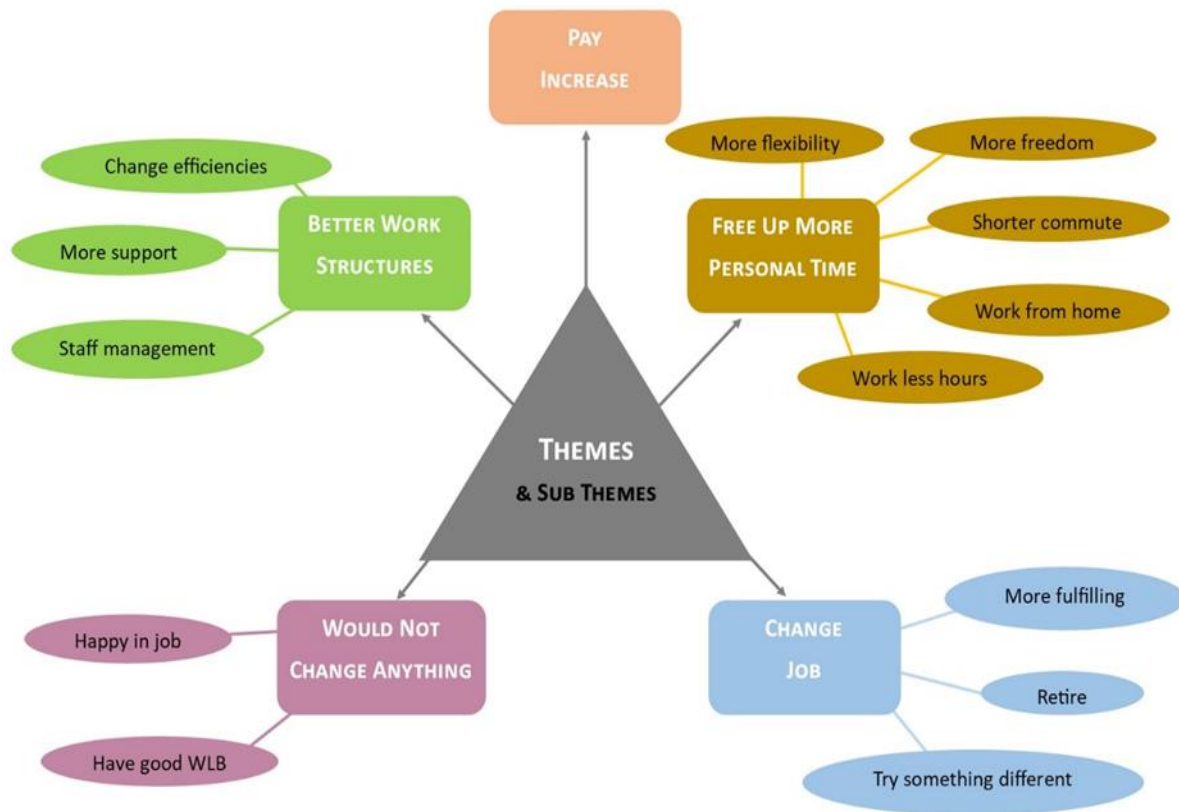 PAY
INCREASE
Change efficiencies
More support
Staff management
BETTER WORK
STRUCTURES
More flexibility
More freedom
Shorter commute
Work from home
Work less hours
FREE UP MORE
PERSONAL TIME
THEMES
& SUB THEMES
Happy in job
Have good WLB
WOULD NOT
CHANGE ANYTHING
CHANGE
JOB
More fulfilling
Retire
Try something different